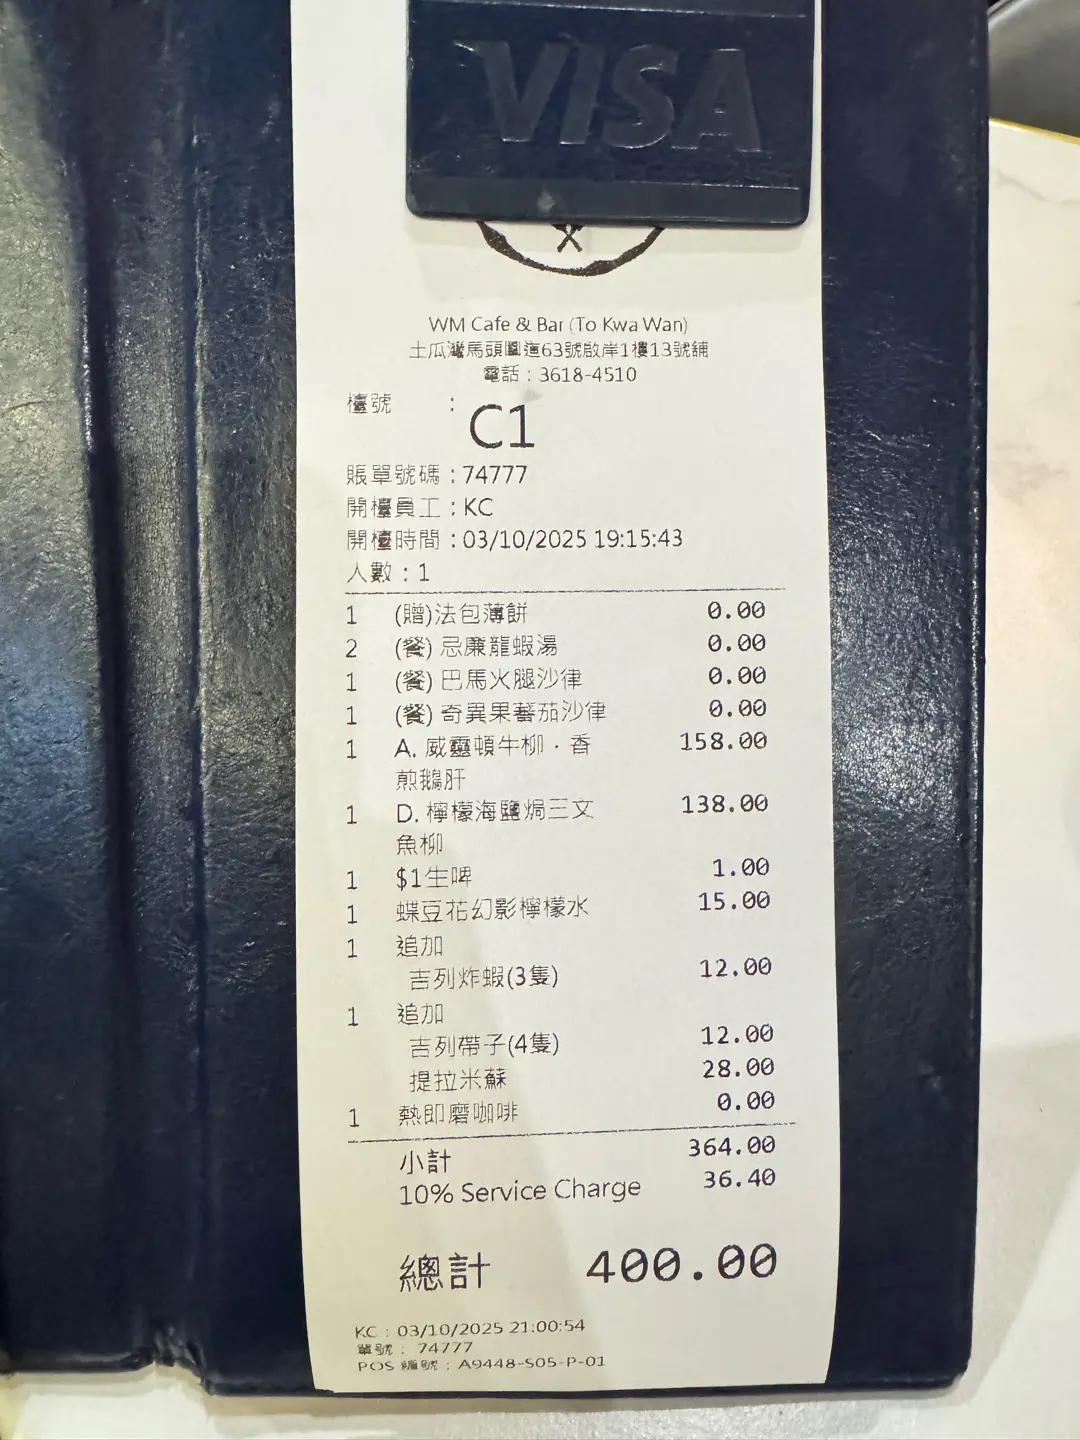 VISA
WM Cafe & Bar (To Kwa Wan)
土瓜灣馬頭圍道63號啟岸1樓13號舖
電話：3618-4510
檯號 ：
C1
賬單號碼：74777
開檯員工：KC
開檯時間：03/10/2025 19:15:43
人數：1
1 (贈)法包薄餅 0.00
2 (餐) 忌廉龍蝦湯 0.00
1 (餐) 巴馬火腿沙律 0.00
1 (餐) 奇異果蕃茄沙律 0.00
1 A. 威靈頓牛柳．香 158.00
煎鵝肝
1 D. 檸檬海鹽焗三文 138.00
魚柳
1 $1生啤 1.00
1 蝶豆花幻影檸檬水 15.00
1 追加
吉列炸蝦(3隻) 12.00
1 追加
吉列帶子(4隻) 12.00
提拉米蘇 28.00
1 熱即磨咖啡 0.00
小計 364.00
10% Service Charge 36.40
總計 400.00
KC : 03/10/2025 21:00:54
單號： 74777
POS 編號： A9448-S05-P-01